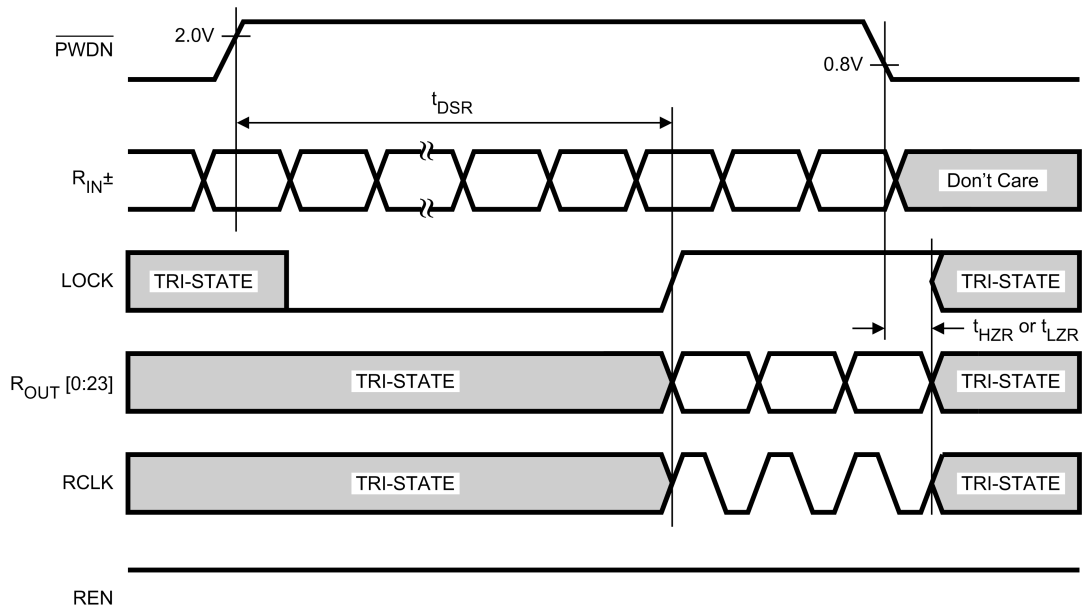 PWDN
2.0V
0.8V
tDSR
RIN±
Don't Care
LOCK
TRI-STATE
TRI-STATE
tHZR or tLZR
ROUT [0:23]
TRI-STATE
TRI-STATE
RCLK
TRI-STATE
TRI-STATE
REN